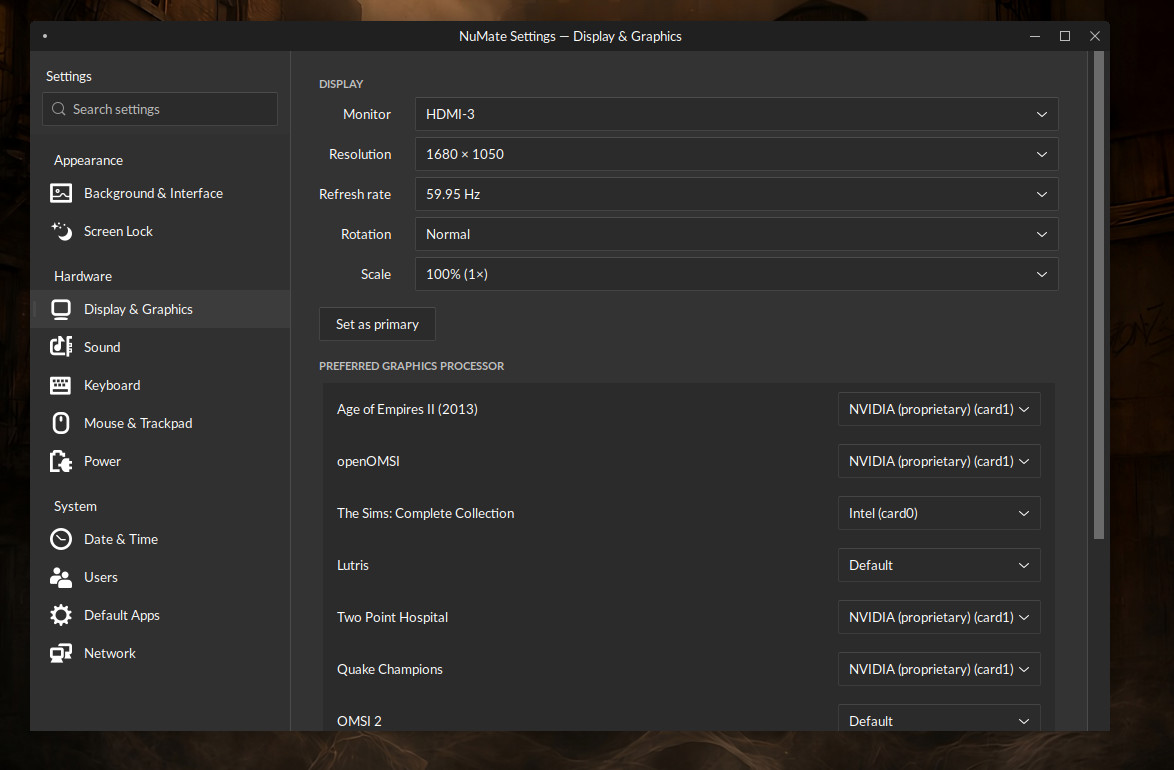 NuMate Settings — Display & Graphics
Settings
Search settings
Appearance
Background & Interface
Screen Lock
Hardware
Display & Graphics
Sound
Keyboard
Mouse & Trackpad
Power
System
Date & Time
Users
Default Apps
Network
DISPLAY
Monitor HDMI-3
Resolution 1680 × 1050
Refresh rate 59.95 Hz
Rotation Normal
Scale 100% (1×)
Set as primary
PREFERRED GRAPHICS PROCESSOR
Age of Empires II (2013) NVIDIA (proprietary) (card1)
openOMSI NVIDIA (proprietary) (card1)
The Sims: Complete Collection Intel (card0)
Lutris Default
Two Point Hospital NVIDIA (proprietary) (card1)
Quake Champions NVIDIA (proprietary) (card1)
OMSI 2 Default